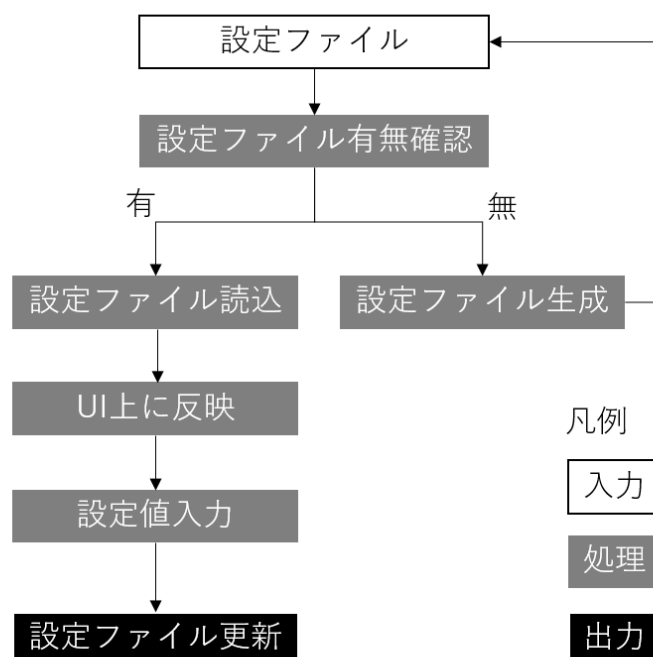 設定ファイル
設定ファイル有無確認
有
無
設定ファイル読込
設定ファイル生成
UI上に反映
凡例
入力
設定値入力
処理
設定ファイル更新
出力